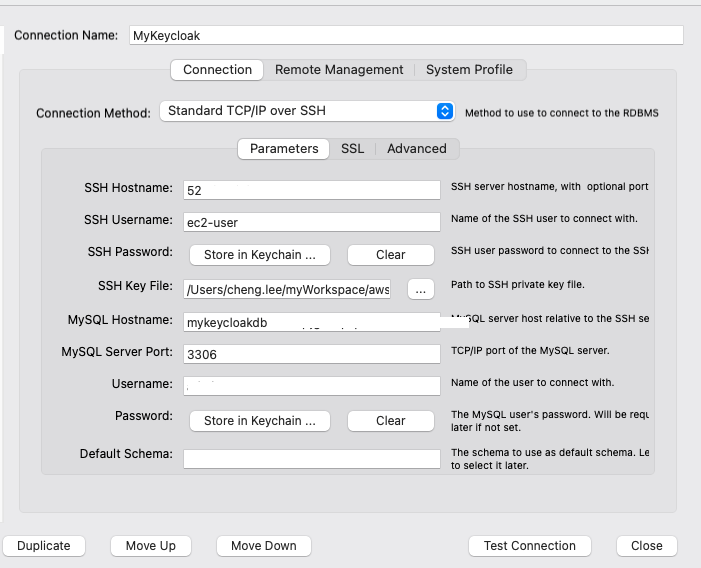 Connection Name: MyKeycloak
Connection Remote Management System Profile
Connection Method: Standard TCP/IP over SSH Method to use to connect to the RDBMS
Parameters SSL Advanced
SSH Hostname: 52 SSH server hostname, with optional port
SSH Username: ec2-user Name of the SSH user to connect with.
SSH Password: Store in Keychain ... Clear SSH user password to connect to the SSH
SSH Key File: /Users/cheng.lee/myWorkspace/aws ... Path to SSH private key file.
MySQL Hostname: mykeycloakdb MySQL server host relative to the SSH se
MySQL Server Port: 3306 TCP/IP port of the MySQL server.
Username: Name of the user to connect with.
Password: Store in Keychain ... Clear The MySQL user's password. Will be requ
later if not set.
Default Schema: The schema to use as default schema. Le
to select it later.
Duplicate Move Up Move Down Test Connection Close